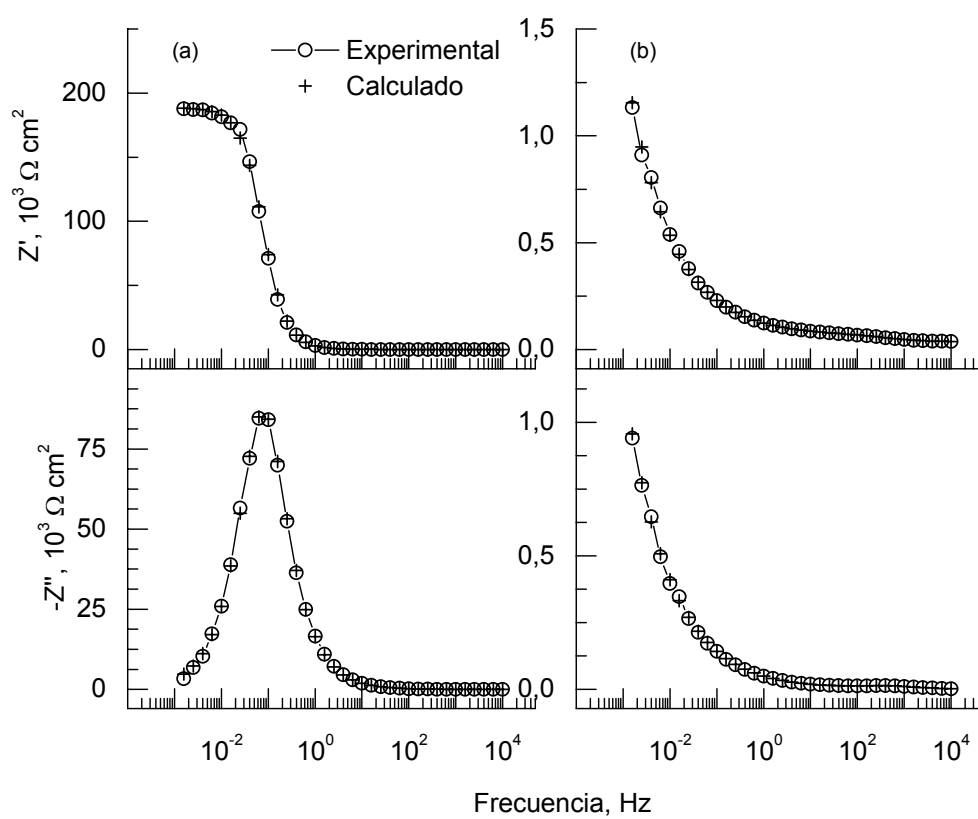 (a)
Experimental
Calculado
(b)
1,5
200
1,0
100
0,5
0
0,0
Z', 10³ Ω cm²
75
1,0
50
0,5
25
0
0,0
-Z", 10³ Ω cm²
10⁻² 10⁰ 10² 10⁴
10⁻² 10⁰ 10² 10⁴
Frecuencia, Hz